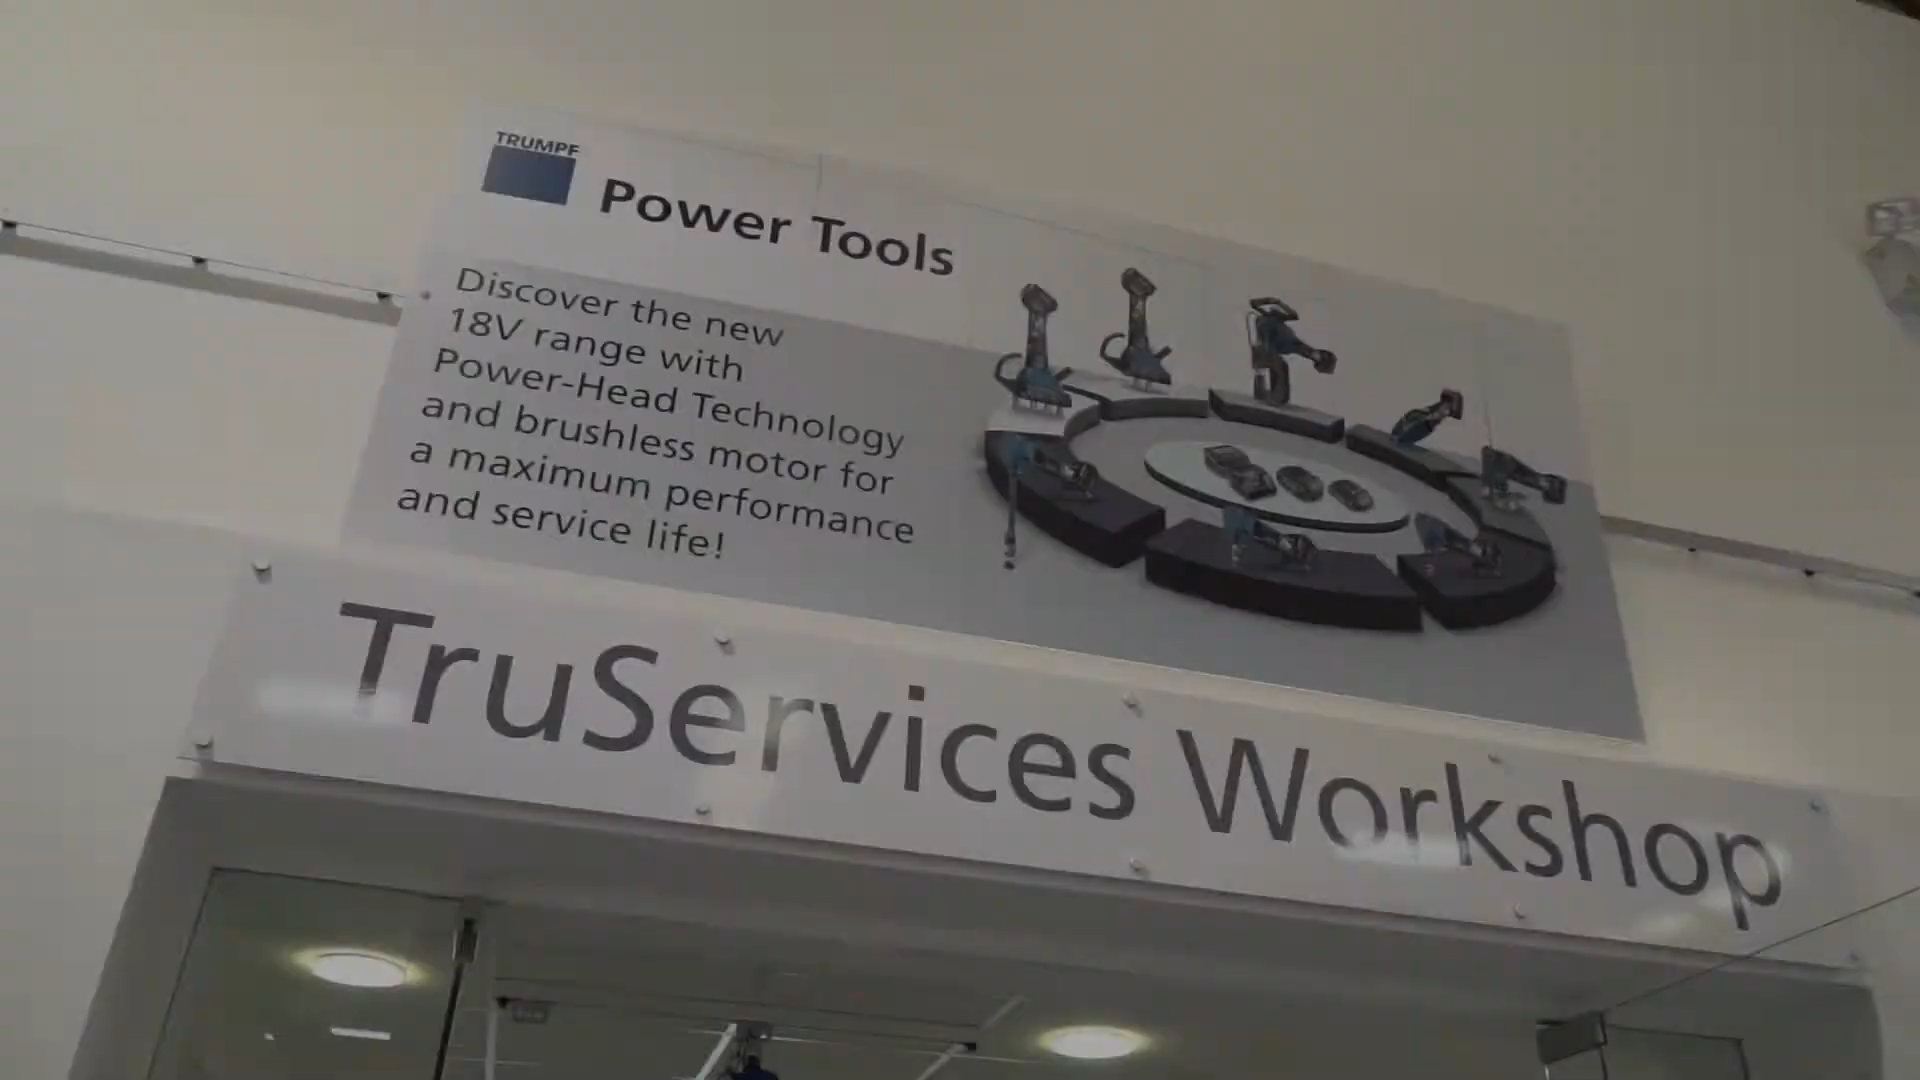 TRUMPF
Power Tools
Discover the new
18V range with
Power-Head Technology
and brushless motor for
a maximum performance
and service life!
TruServices Workshop